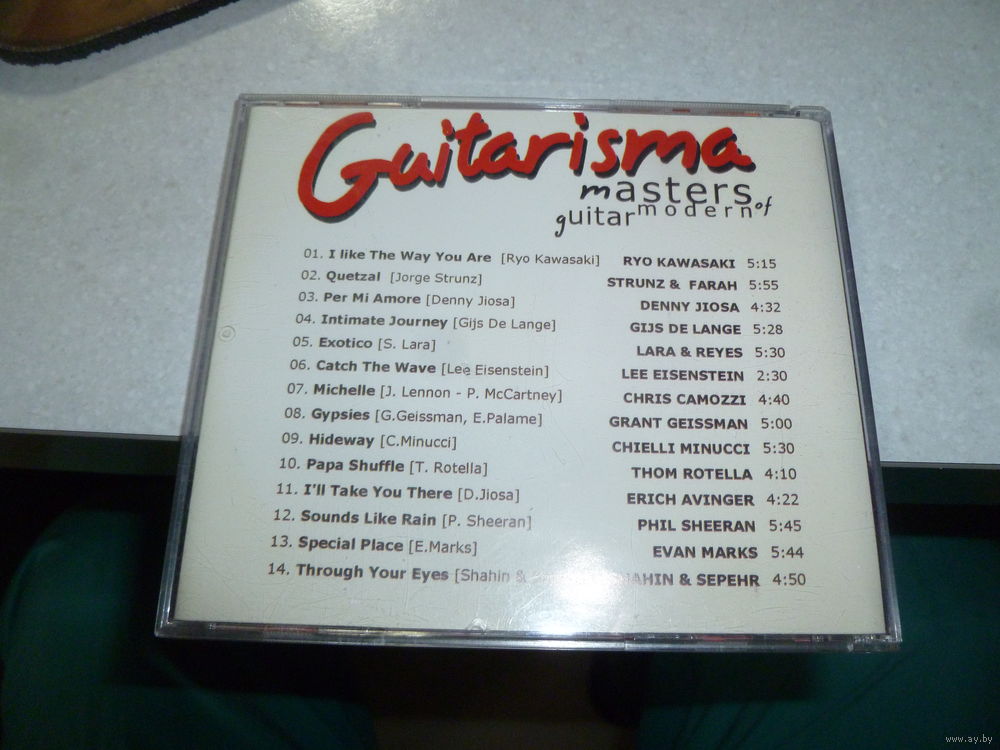 Guitarisma
masters
guitar modern of
01. I like The Way You Are [Ryo Kawasaki] RYO KAWASAKI 5:15
02. Quetzal [Jorge Strunz] STRUNZ & FARAH 5:55
03. Per Mi Amore [Denny Jiosa] DENNY JIOSA 4:32
04. Intimate Journey [Gijs De Lange] GIJS DE LANGE 5:28
05. Exotico [S. Lara] LARA & REYES 5:30
06. Catch The Wave [Lee Eisenstein] LEE EISENSTEIN 2:30
07. Michelle [J. Lennon - P. McCartney] CHRIS CAMOZZI 4:40
08. Gypsies [G.Geissman, E.Palame] GRANT GEISSMAN 5:00
09. Hideway [C.Minucci] CHIELLI MINUCCI 5:30
10. Papa Shuffle [T. Rotella] THOM ROTELLA 4:10
11. I'll Take You There [D.Jiosa] ERICH AVINGER 4:22
12. Sounds Like Rain [P. Sheeran] PHIL SHEERAN 5:45
13. Special Place [E.Marks] EVAN MARKS 5:44
14. Through Your Eyes [Shahin & SHAHIN & SEPEHR 4:50
www.ay.by